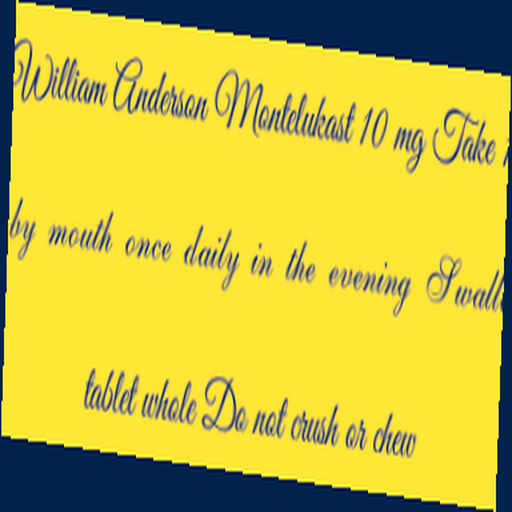 William Anderson Montelukast 10 mg Take
by mouth once daily in the evening
tablet whole Do not crush or chew